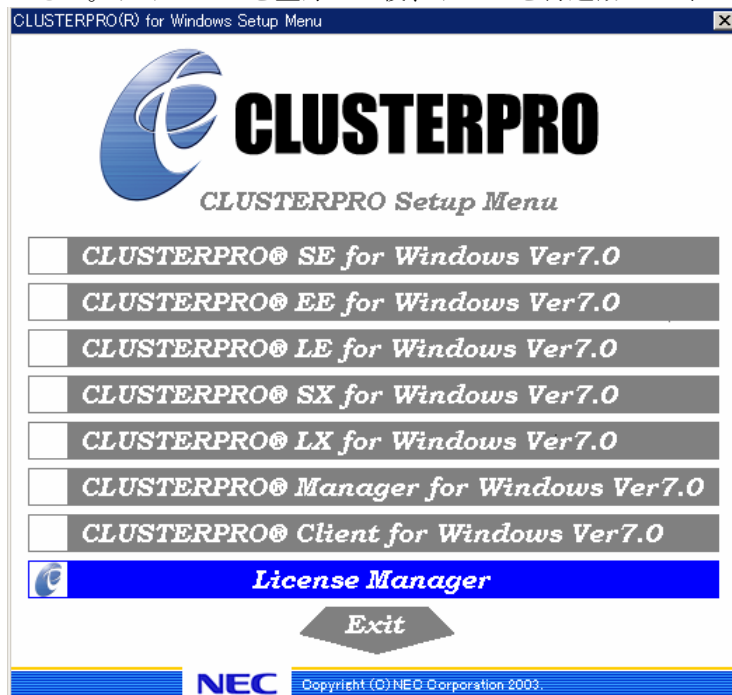 CLUSTERPRO(R) for Windows Setup Menu
CLUSTERPRO
CLUSTERPRO Setup Menu
CLUSTERPRO® SE for Windows Ver7.0
CLUSTERPRO® EE for Windows Ver7.0
CLUSTERPRO® LE for Windows Ver7.0
CLUSTERPRO® SX for Windows Ver7.0
CLUSTERPRO® LX for Windows Ver7.0
CLUSTERPRO® Manager for Windows Ver7.0
CLUSTERPRO® Client for Windows Ver7.0
License Manager
Exit
NEC Copyright (C) NEC Corporation 2003.